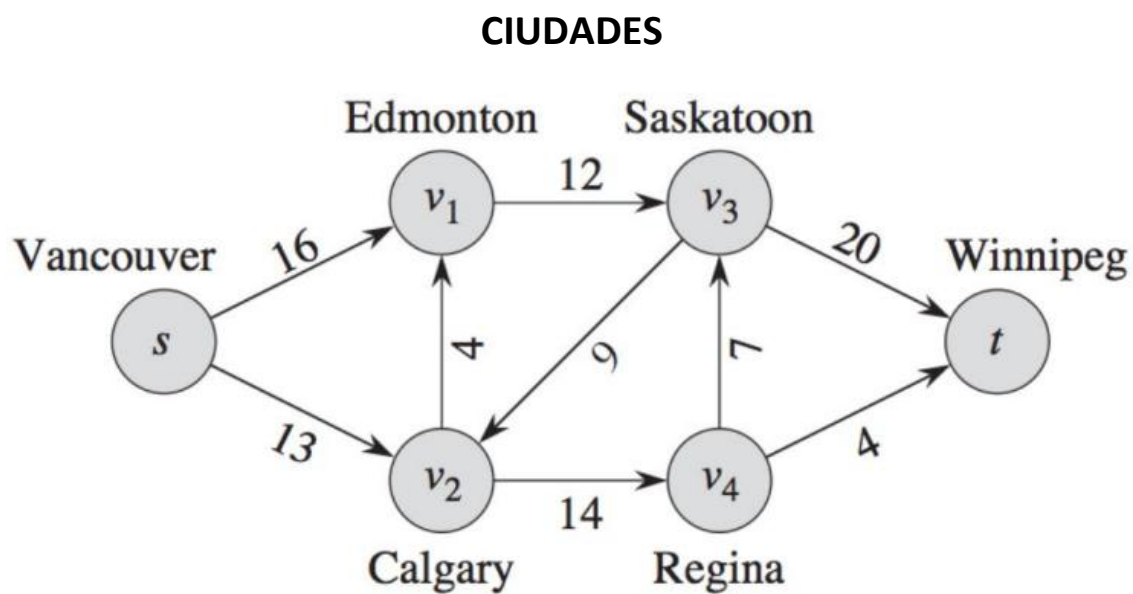 CIUDADES
Edmonton Saskatoon
12
v1 v3
Vancouver 16 20 Winnipeg
s 4 9 7 t
13 4
v2 v4
14
Calgary Regina